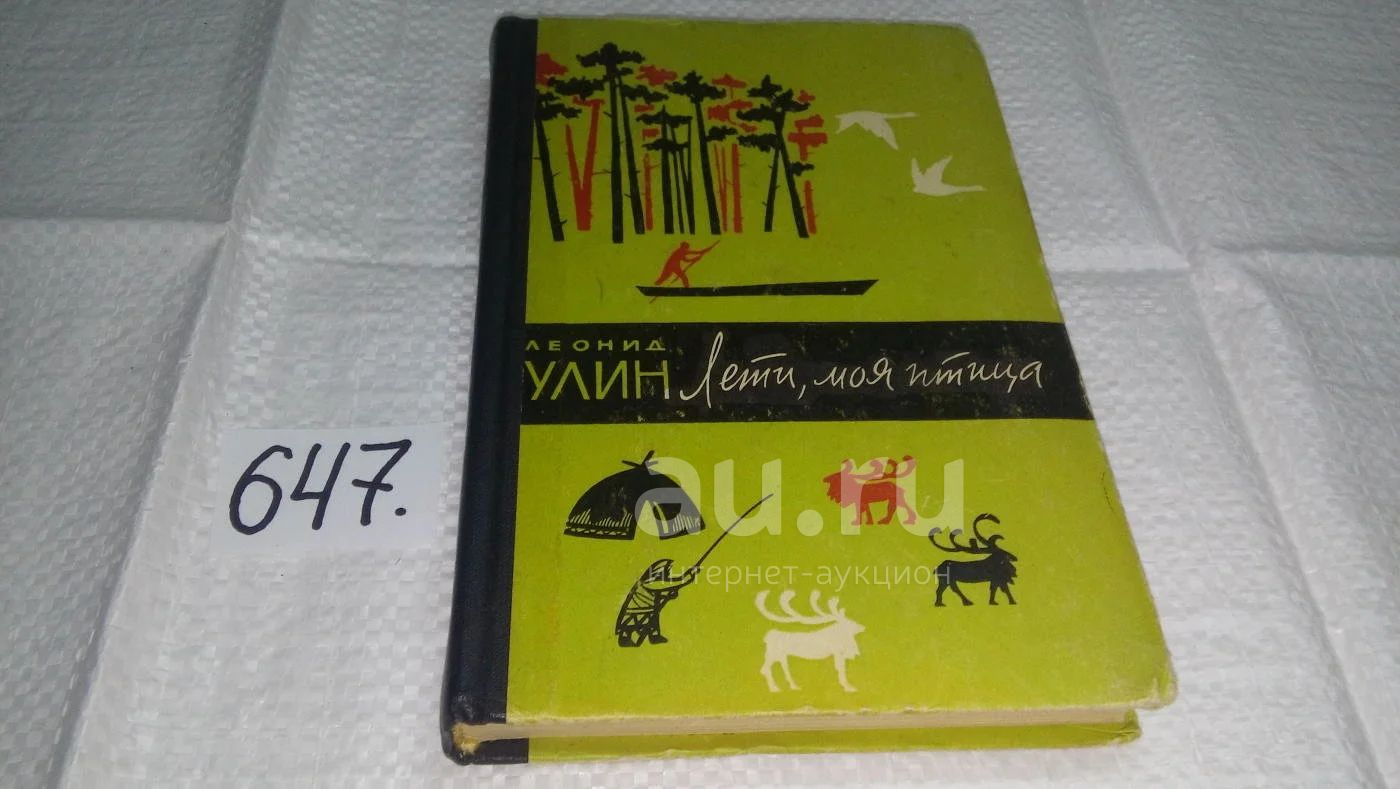 ЛЕОНИД
УЛИН Лети, моя птица
647.
au.ru
интернет-аукцион